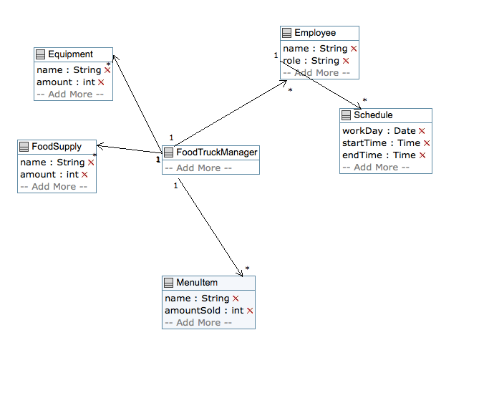 Employee
name : String X
role : String X
-- Add More --
1
*
Equipment
name : String X
*
amount : int X
-- Add More --
*
Schedule
workDay : Date X
startTime : Time X
endTime : Time X
-- Add More --
FoodSupply
name : String X
*
amount : int X
-- Add More --
1
1
1
FoodTruckManager
-- Add More --
1
*
MenuItem
name : String X
amountSold : int X
-- Add More --